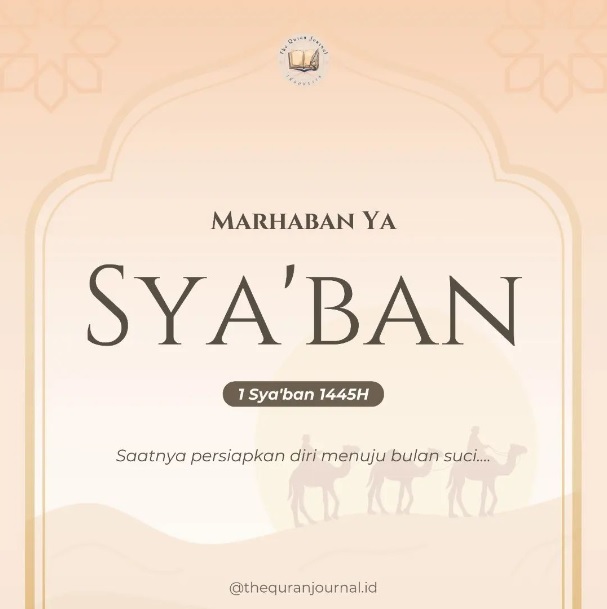 The Quran Journal
Marhaban Ya
Sya'ban
1 Sya'ban 1445H
Saatnya persiapkan diri menuju bulan suci....
@thequranjournal.id